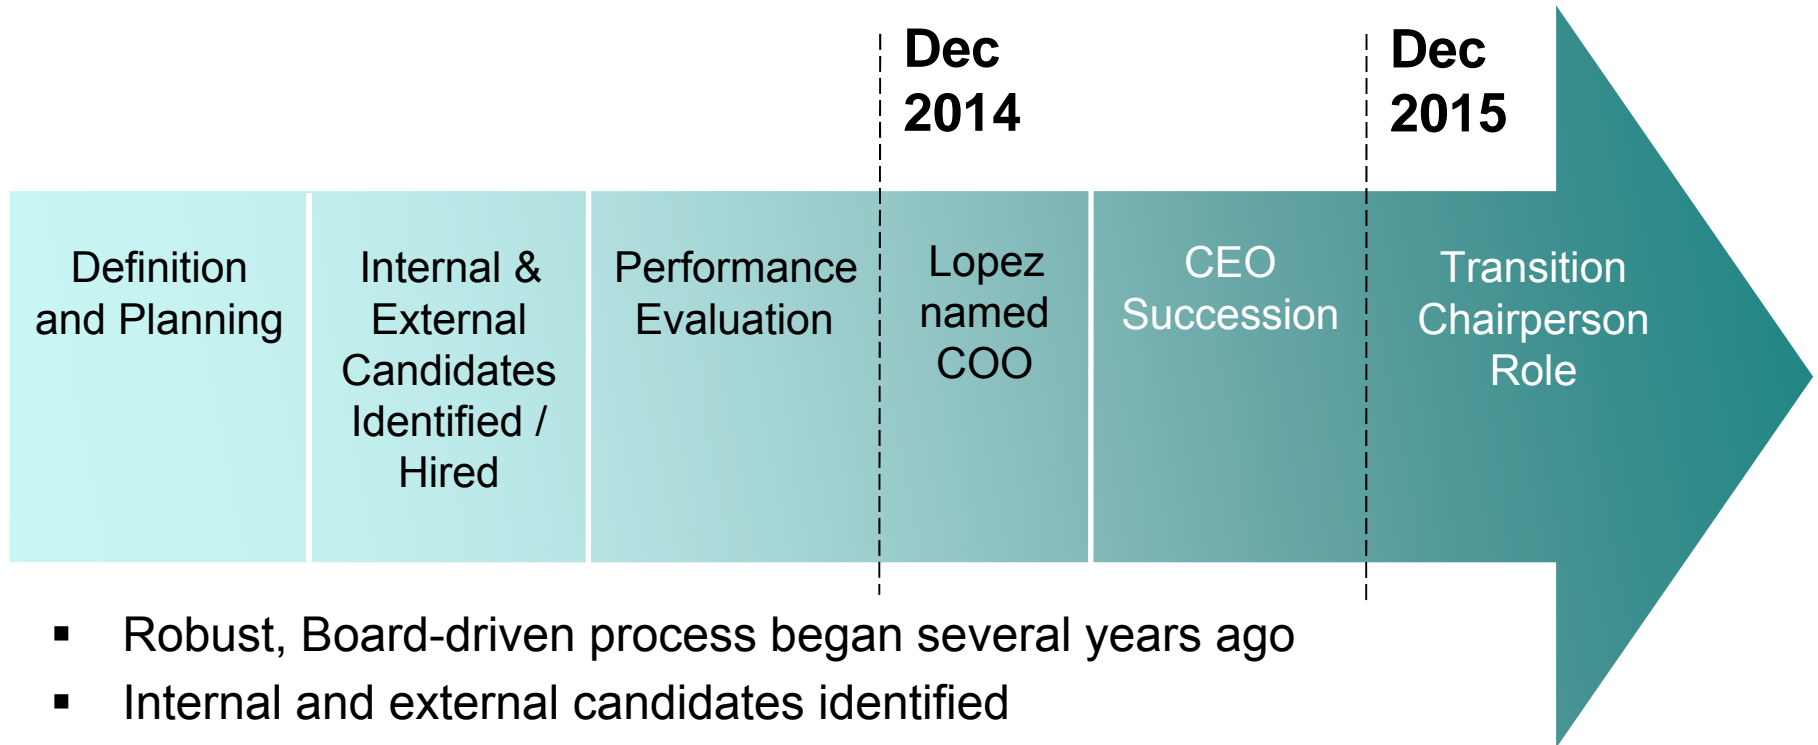 Dec
2014
Dec
2015
Definition
and Planning
Internal &
External
Candidates
Identified /
Hired
Performance
Evaluation
Lopez
named
COO
CEO
Succession
Transition
Chairperson
Role
▪ Robust, Board-driven process began several years ago
▪ Internal and external candidates identified